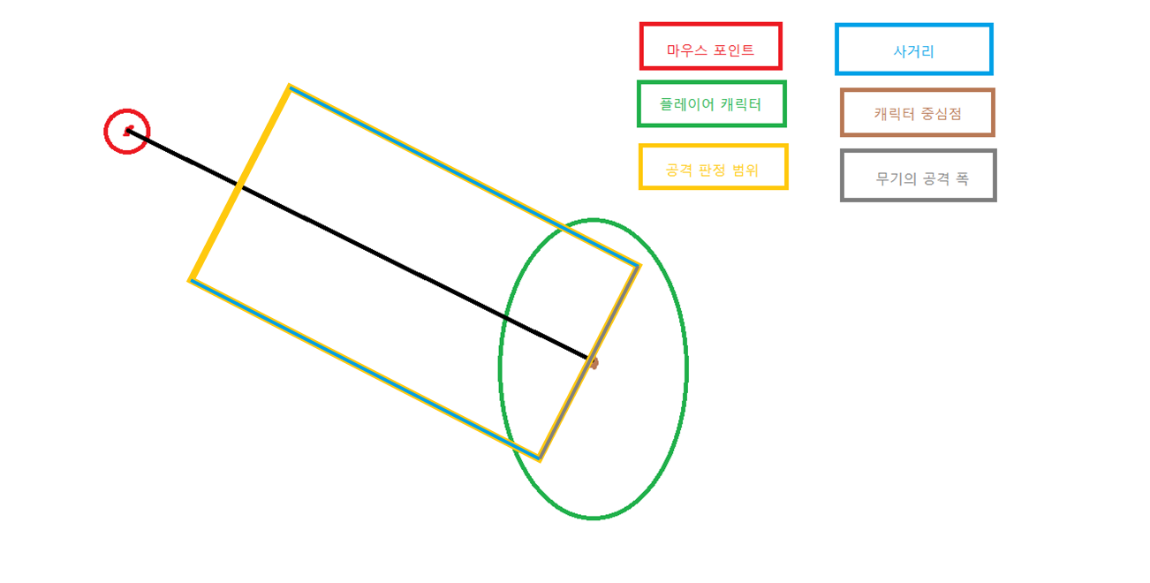 마우스 포인트
사거리
플레이어 캐릭터
캐릭터 중심점
공격 판정 범위
무기의 공격 폭